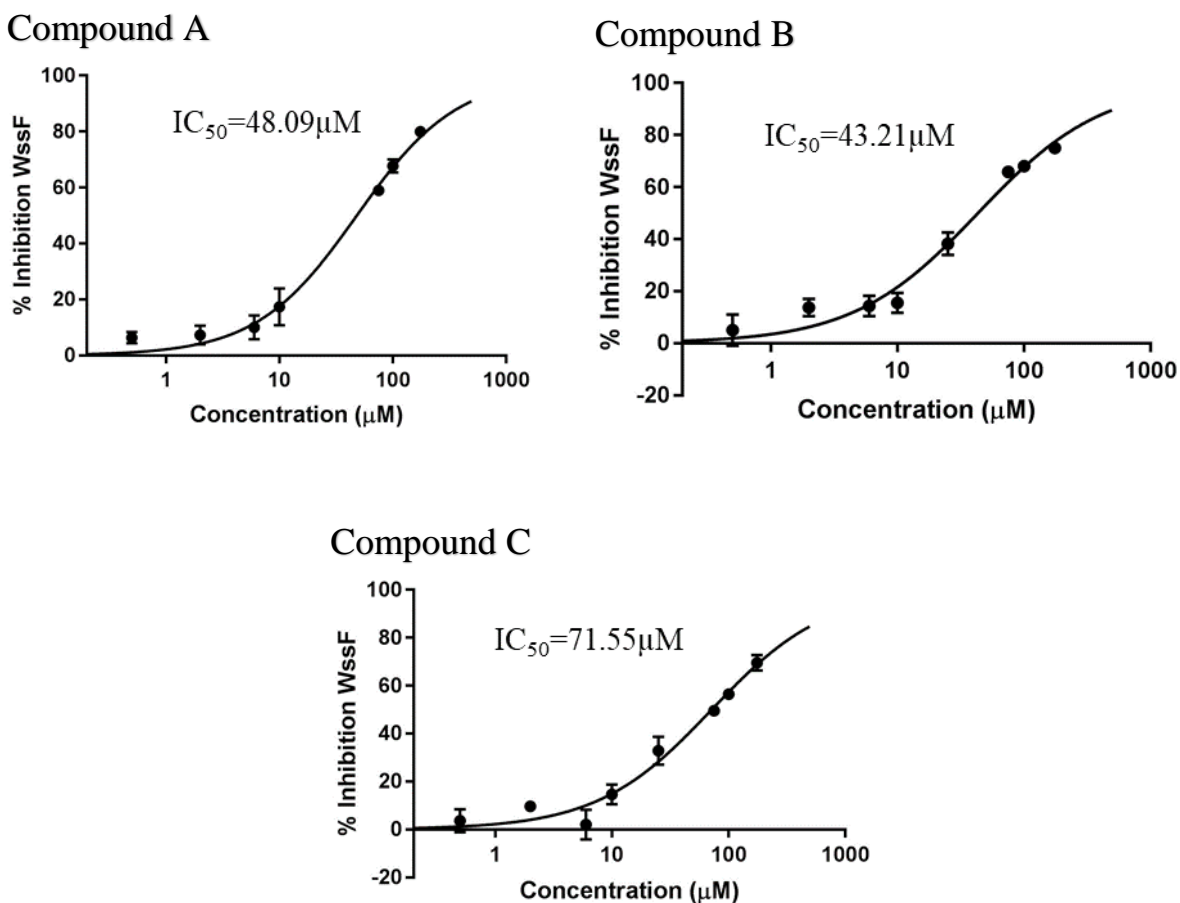 Compound A
100
80
60
40
20
0
% Inhibition WssF
IC₅₀=48.09µM
1
10
100
1000
Concentration (µM)
Compound B
100
80
60
40
20
0
-20
% Inhibition WssF
IC₅₀=43.21µM
1
10
100
1000
Concentration (µM)
Compound C
100
80
60
40
20
0
-20
% Inhibition WssF
IC₅₀=71.55µM
1
10
100
1000
Concentration (µM)